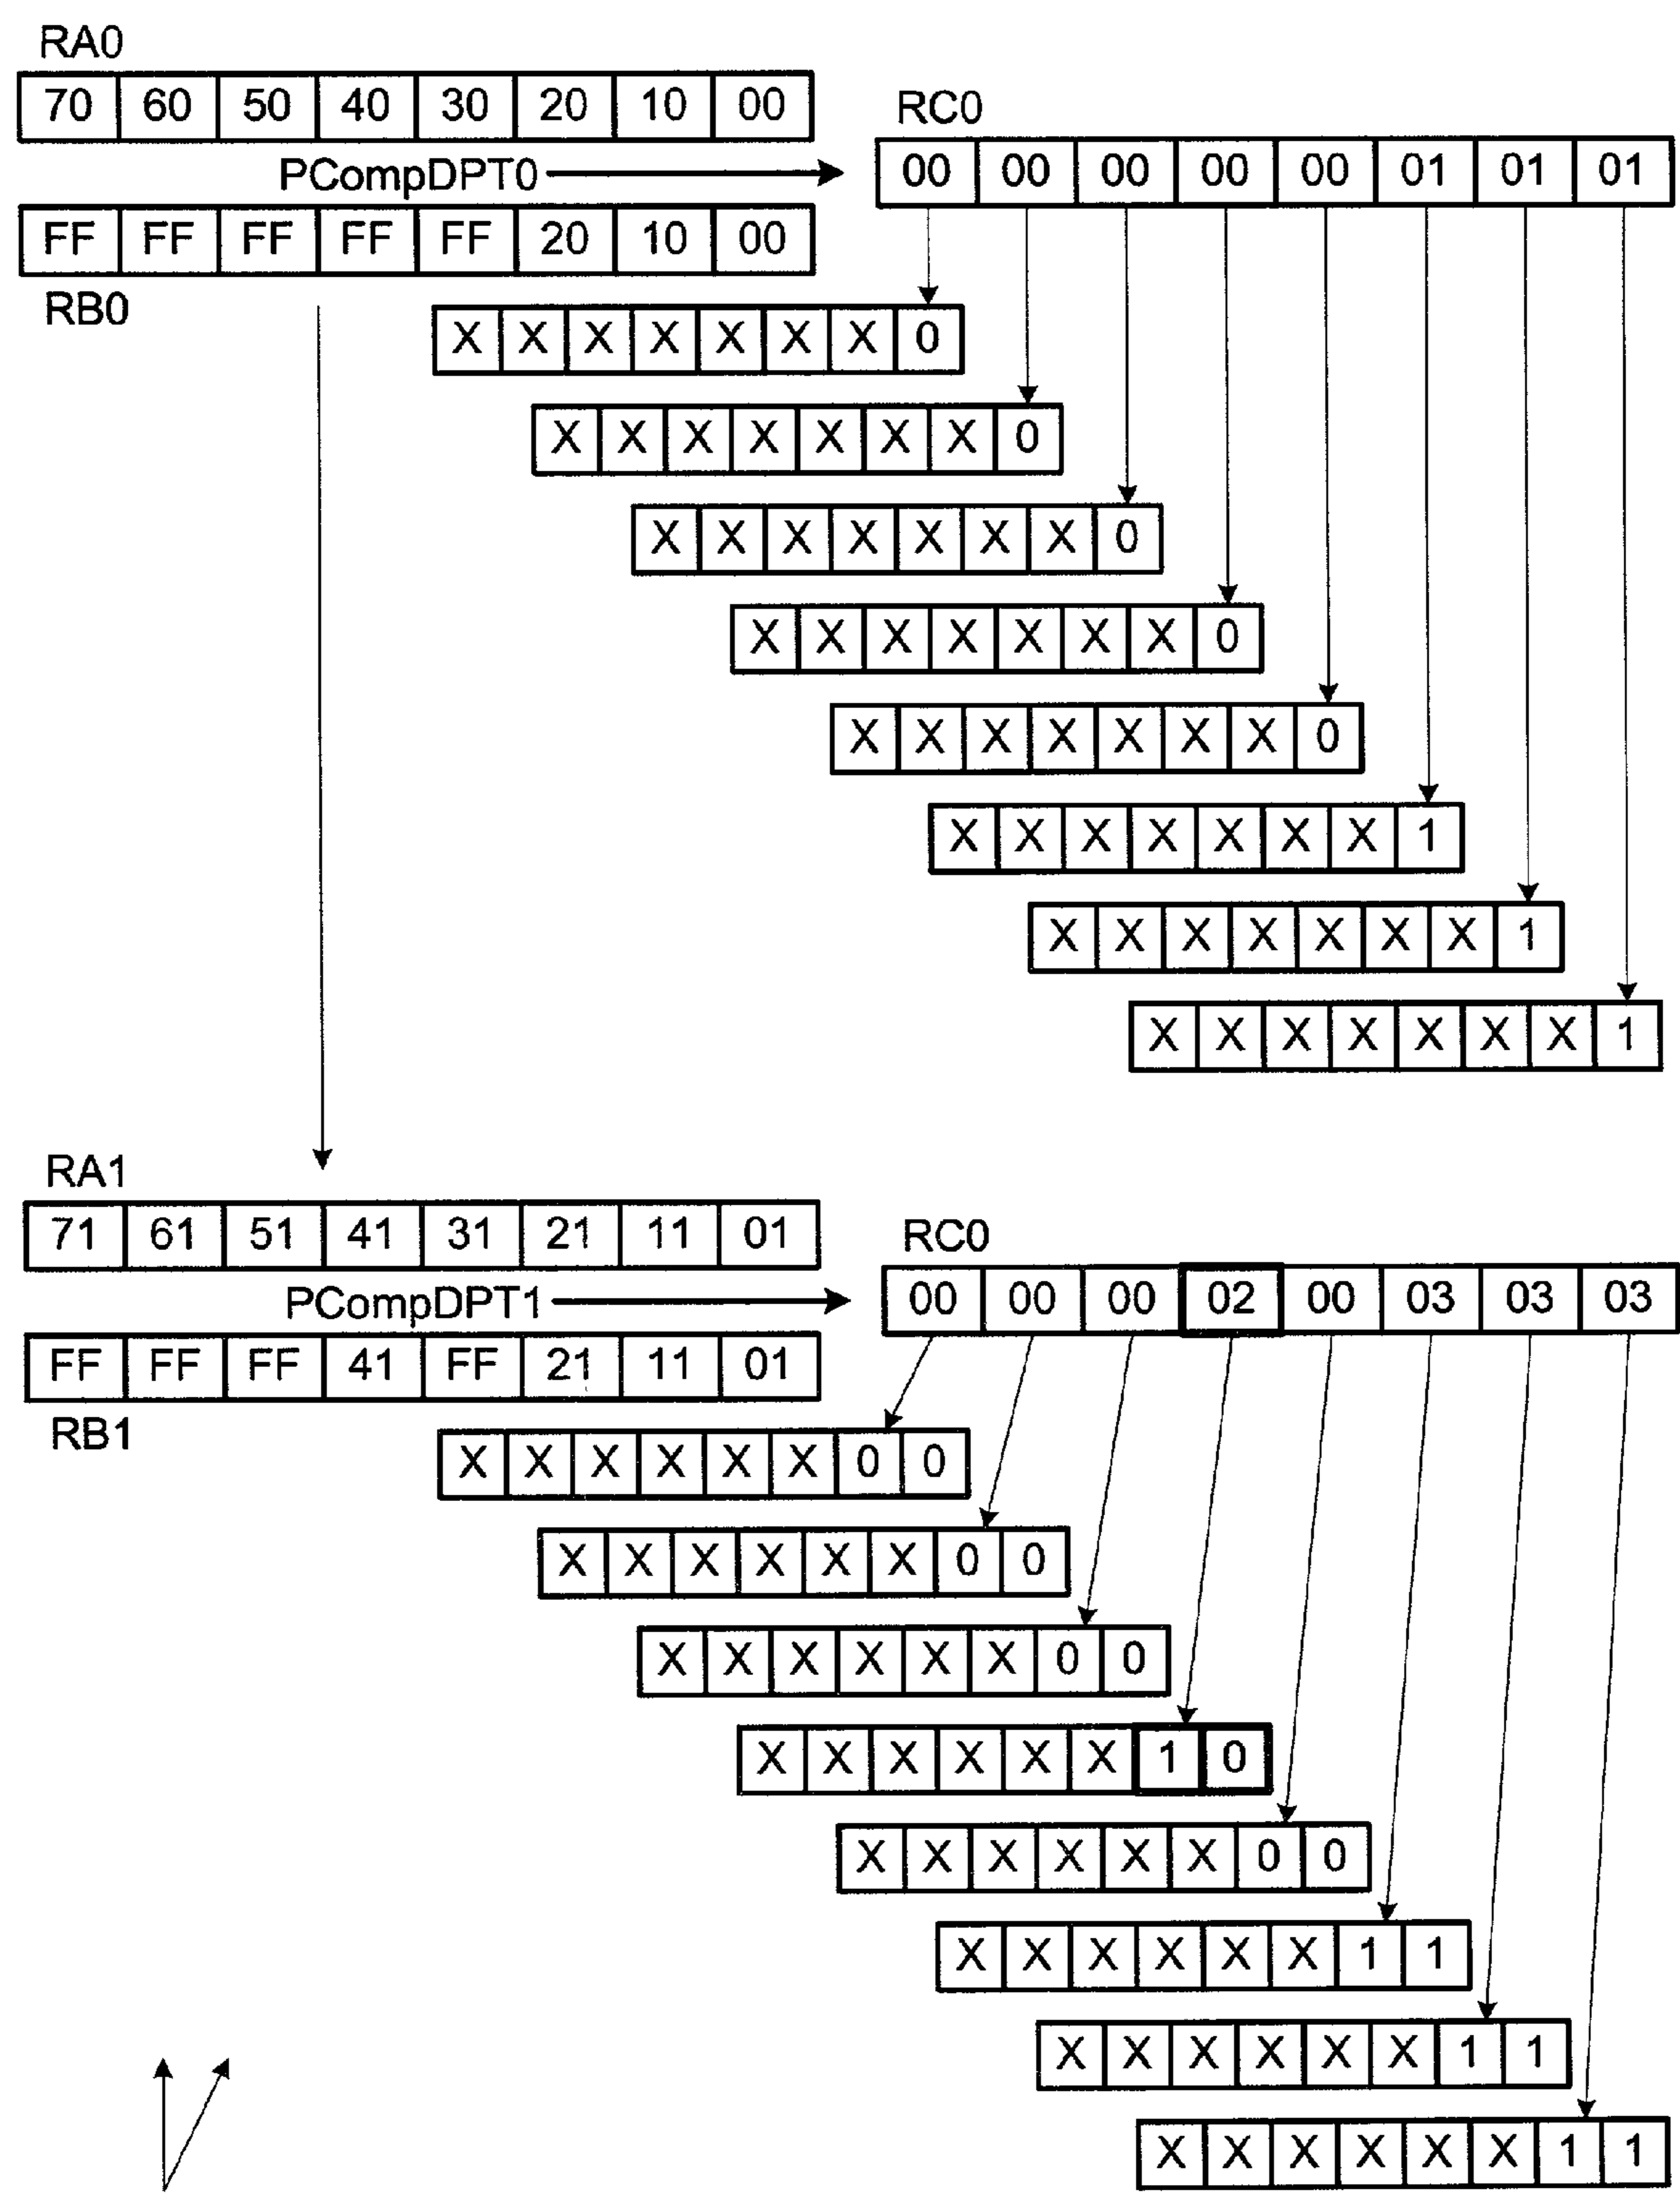 RA0
70 60 50 40 30 20 10 00
RC0
00 00 00 00 00 01 01 01
PCompDPT0
FF FF FF FF FF 20 10 00
RB0
X X X X X X X 0
X X X X X X X 0
X X X X X X X 0
X X X X X X X 0
X X X X X X X 0
X X X X X X X 1
X X X X X X X 1
X X X X X X X 1
RA1
71 61 51 41 31 21 11 01
RC0
00 00 00 02 00 03 03 03
PCompDPT1
FF FF FF 41 FF 21 11 01
RB1
X X X X X X 0 0
X X X X X X 0 0
X X X X X X 0 0
X X X X X X 1 0
X X X X X X 0 0
X X X X X X 1 1
X X X X X X 1 1
X X X X X X 1 1